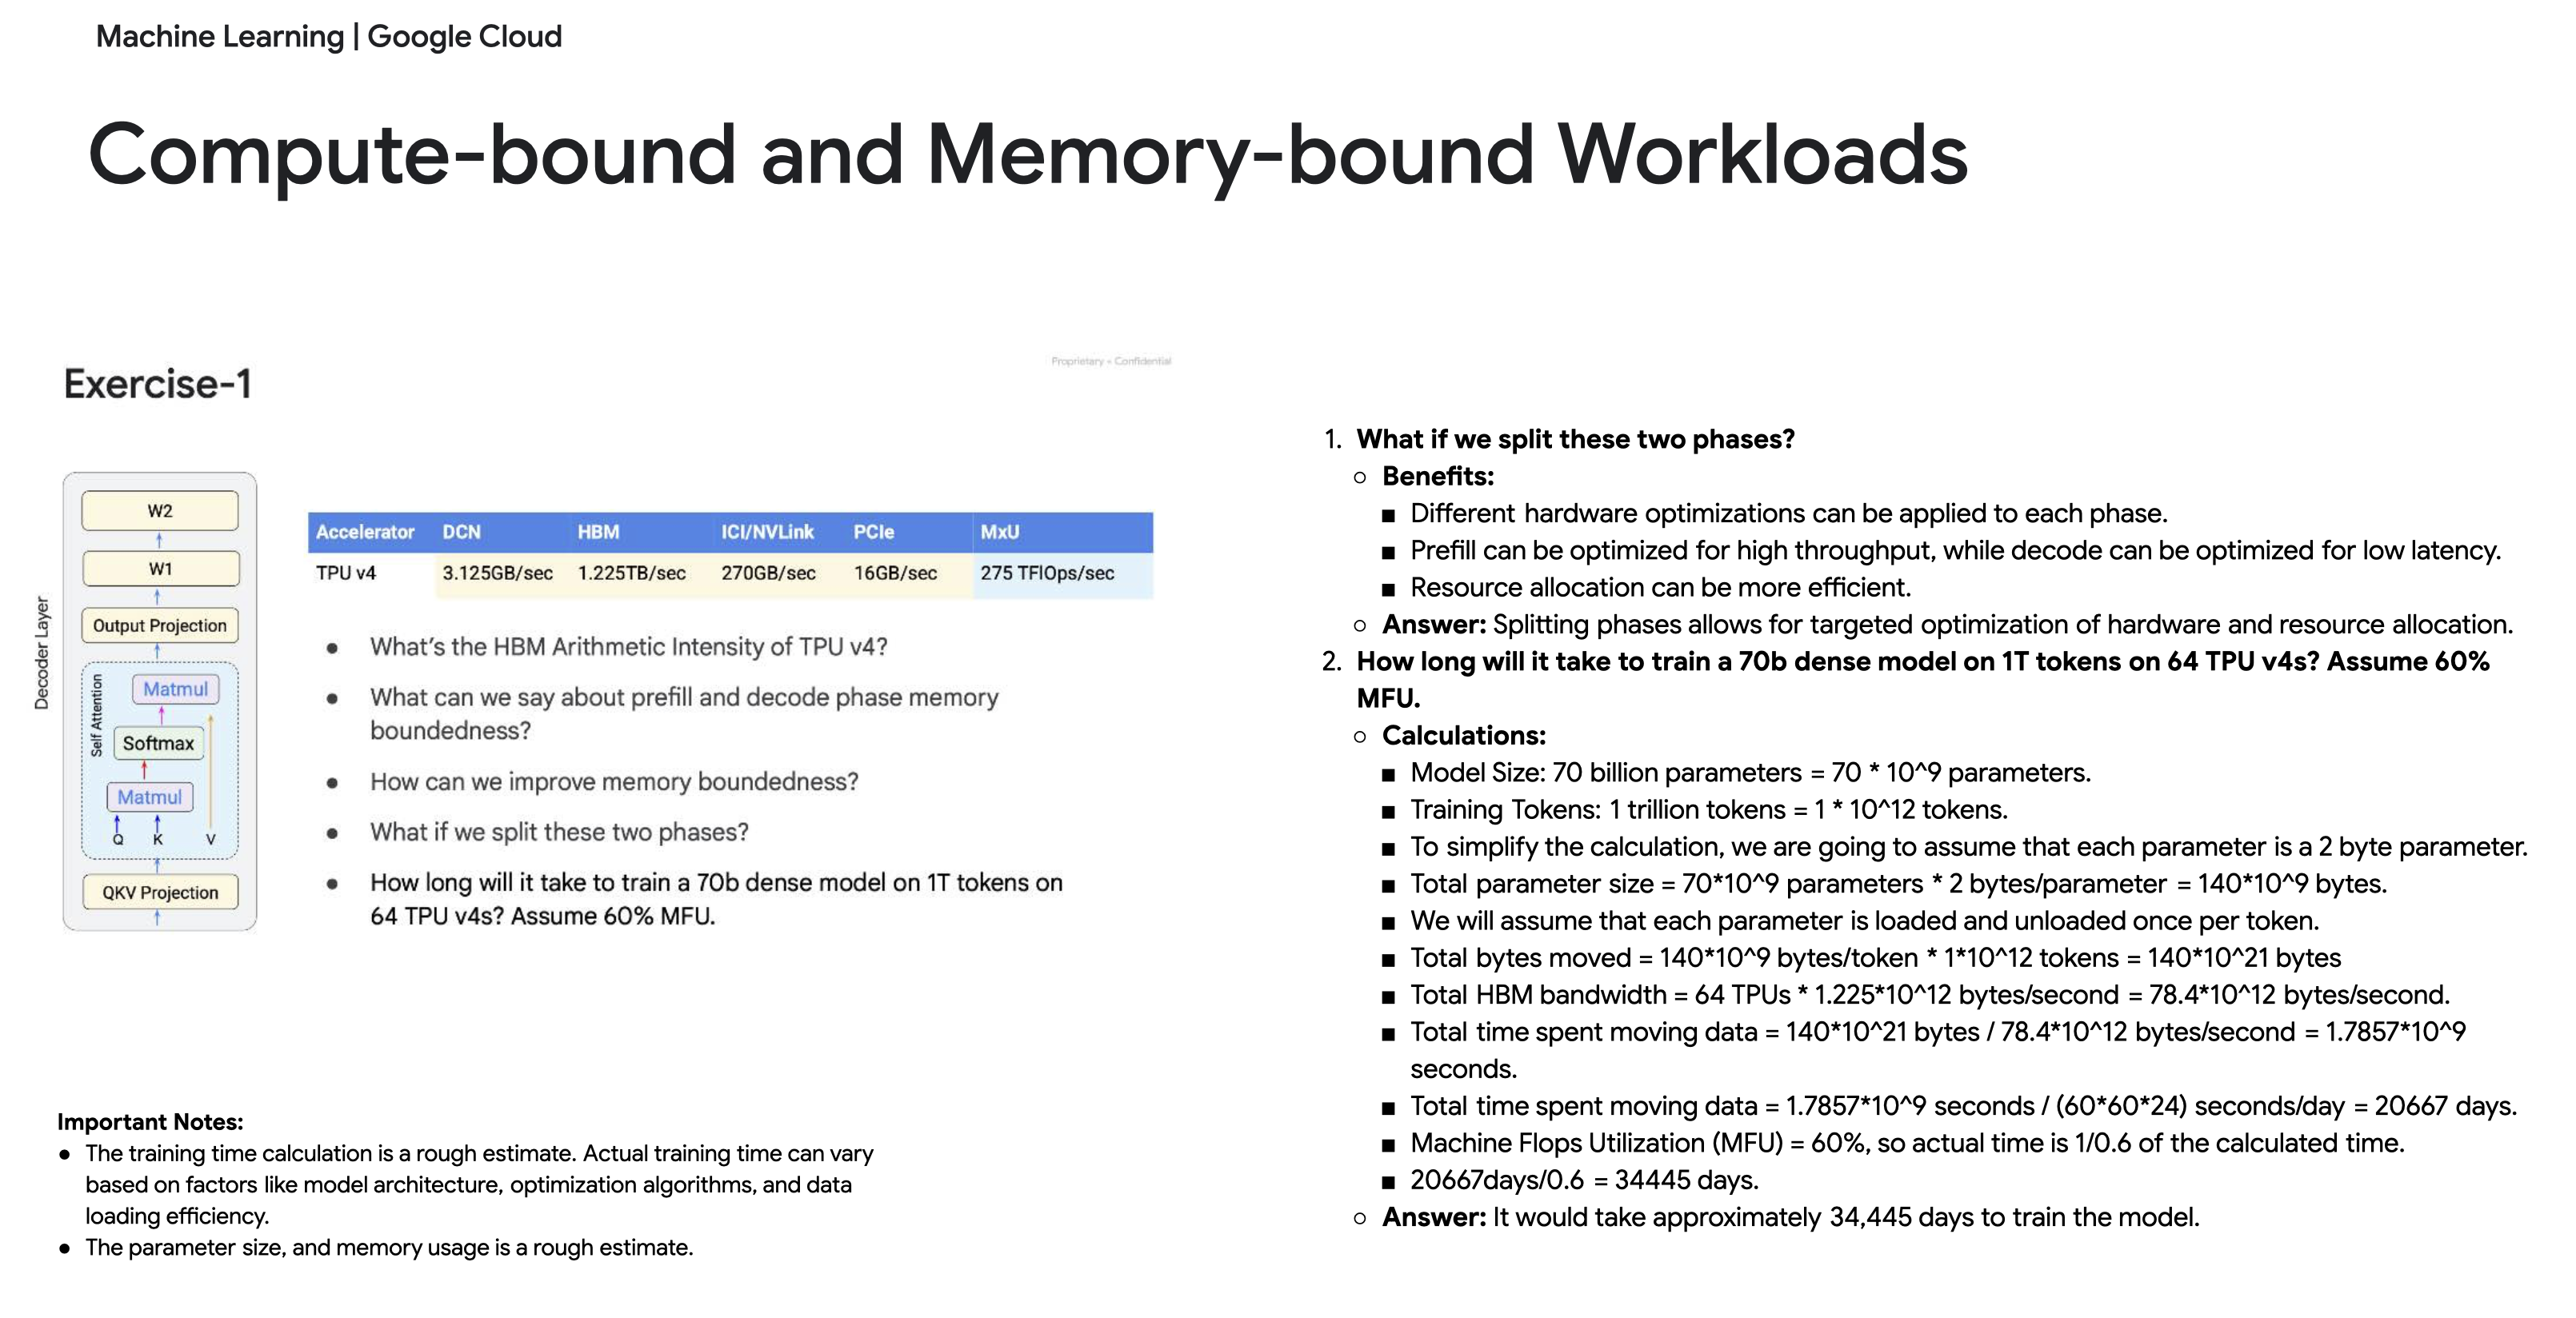 Machine Learning | Google Cloud
Compute-bound and Memory-bound Workloads
Proprietary + Confidential
Exercise-1
Decoder Layer
W2
W1
Output Projection
Self Attention
Matmul
Softmax
Matmul
Q K V
QKV Projection
Accelerator DCN HBM ICI/NVLink PCIe MxU
TPU v4 3.125GB/sec 1.225TB/sec 270GB/sec 16GB/sec 275 TFlOps/sec
● What's the HBM Arithmetic Intensity of TPU v4?
● What can we say about prefill and decode phase memory
boundedness?
● How can we improve memory boundedness?
● What if we split these two phases?
● How long will it take to train a 70b dense model on 1T tokens on
64 TPU v4s? Assume 60% MFU.
Important Notes:
● The training time calculation is a rough estimate. Actual training time can vary
based on factors like model architecture, optimization algorithms, and data
loading efficiency.
● The parameter size, and memory usage is a rough estimate.
1. What if we split these two phases?
○ Benefits:
■ Different hardware optimizations can be applied to each phase.
■ Prefill can be optimized for high throughput, while decode can be optimized for low latency.
■ Resource allocation can be more efficient.
○ Answer: Splitting phases allows for targeted optimization of hardware and resource allocation.
2. How long will it take to train a 70b dense model on 1T tokens on 64 TPU v4s? Assume 60%
MFU.
○ Calculations:
■ Model Size: 70 billion parameters = 70 * 10^9 parameters.
■ Training Tokens: 1 trillion tokens = 1 * 10^12 tokens.
■ To simplify the calculation, we are going to assume that each parameter is a 2 byte parameter.
■ Total parameter size = 70*10^9 parameters * 2 bytes/parameter = 140*10^9 bytes.
■ We will assume that each parameter is loaded and unloaded once per token.
■ Total bytes moved = 140*10^9 bytes/token * 1*10^12 tokens = 140*10^21 bytes
■ Total HBM bandwidth = 64 TPUs * 1.225*10^12 bytes/second = 78.4*10^12 bytes/second.
■ Total time spent moving data = 140*10^21 bytes / 78.4*10^12 bytes/second = 1.7857*10^9
seconds.
■ Total time spent moving data = 1.7857*10^9 seconds / (60*60*24) seconds/day = 20667 days.
■ Machine Flops Utilization (MFU) = 60%, so actual time is 1/0.6 of the calculated time.
■ 20667days/0.6 = 34445 days.
○ Answer: It would take approximately 34,445 days to train the model.